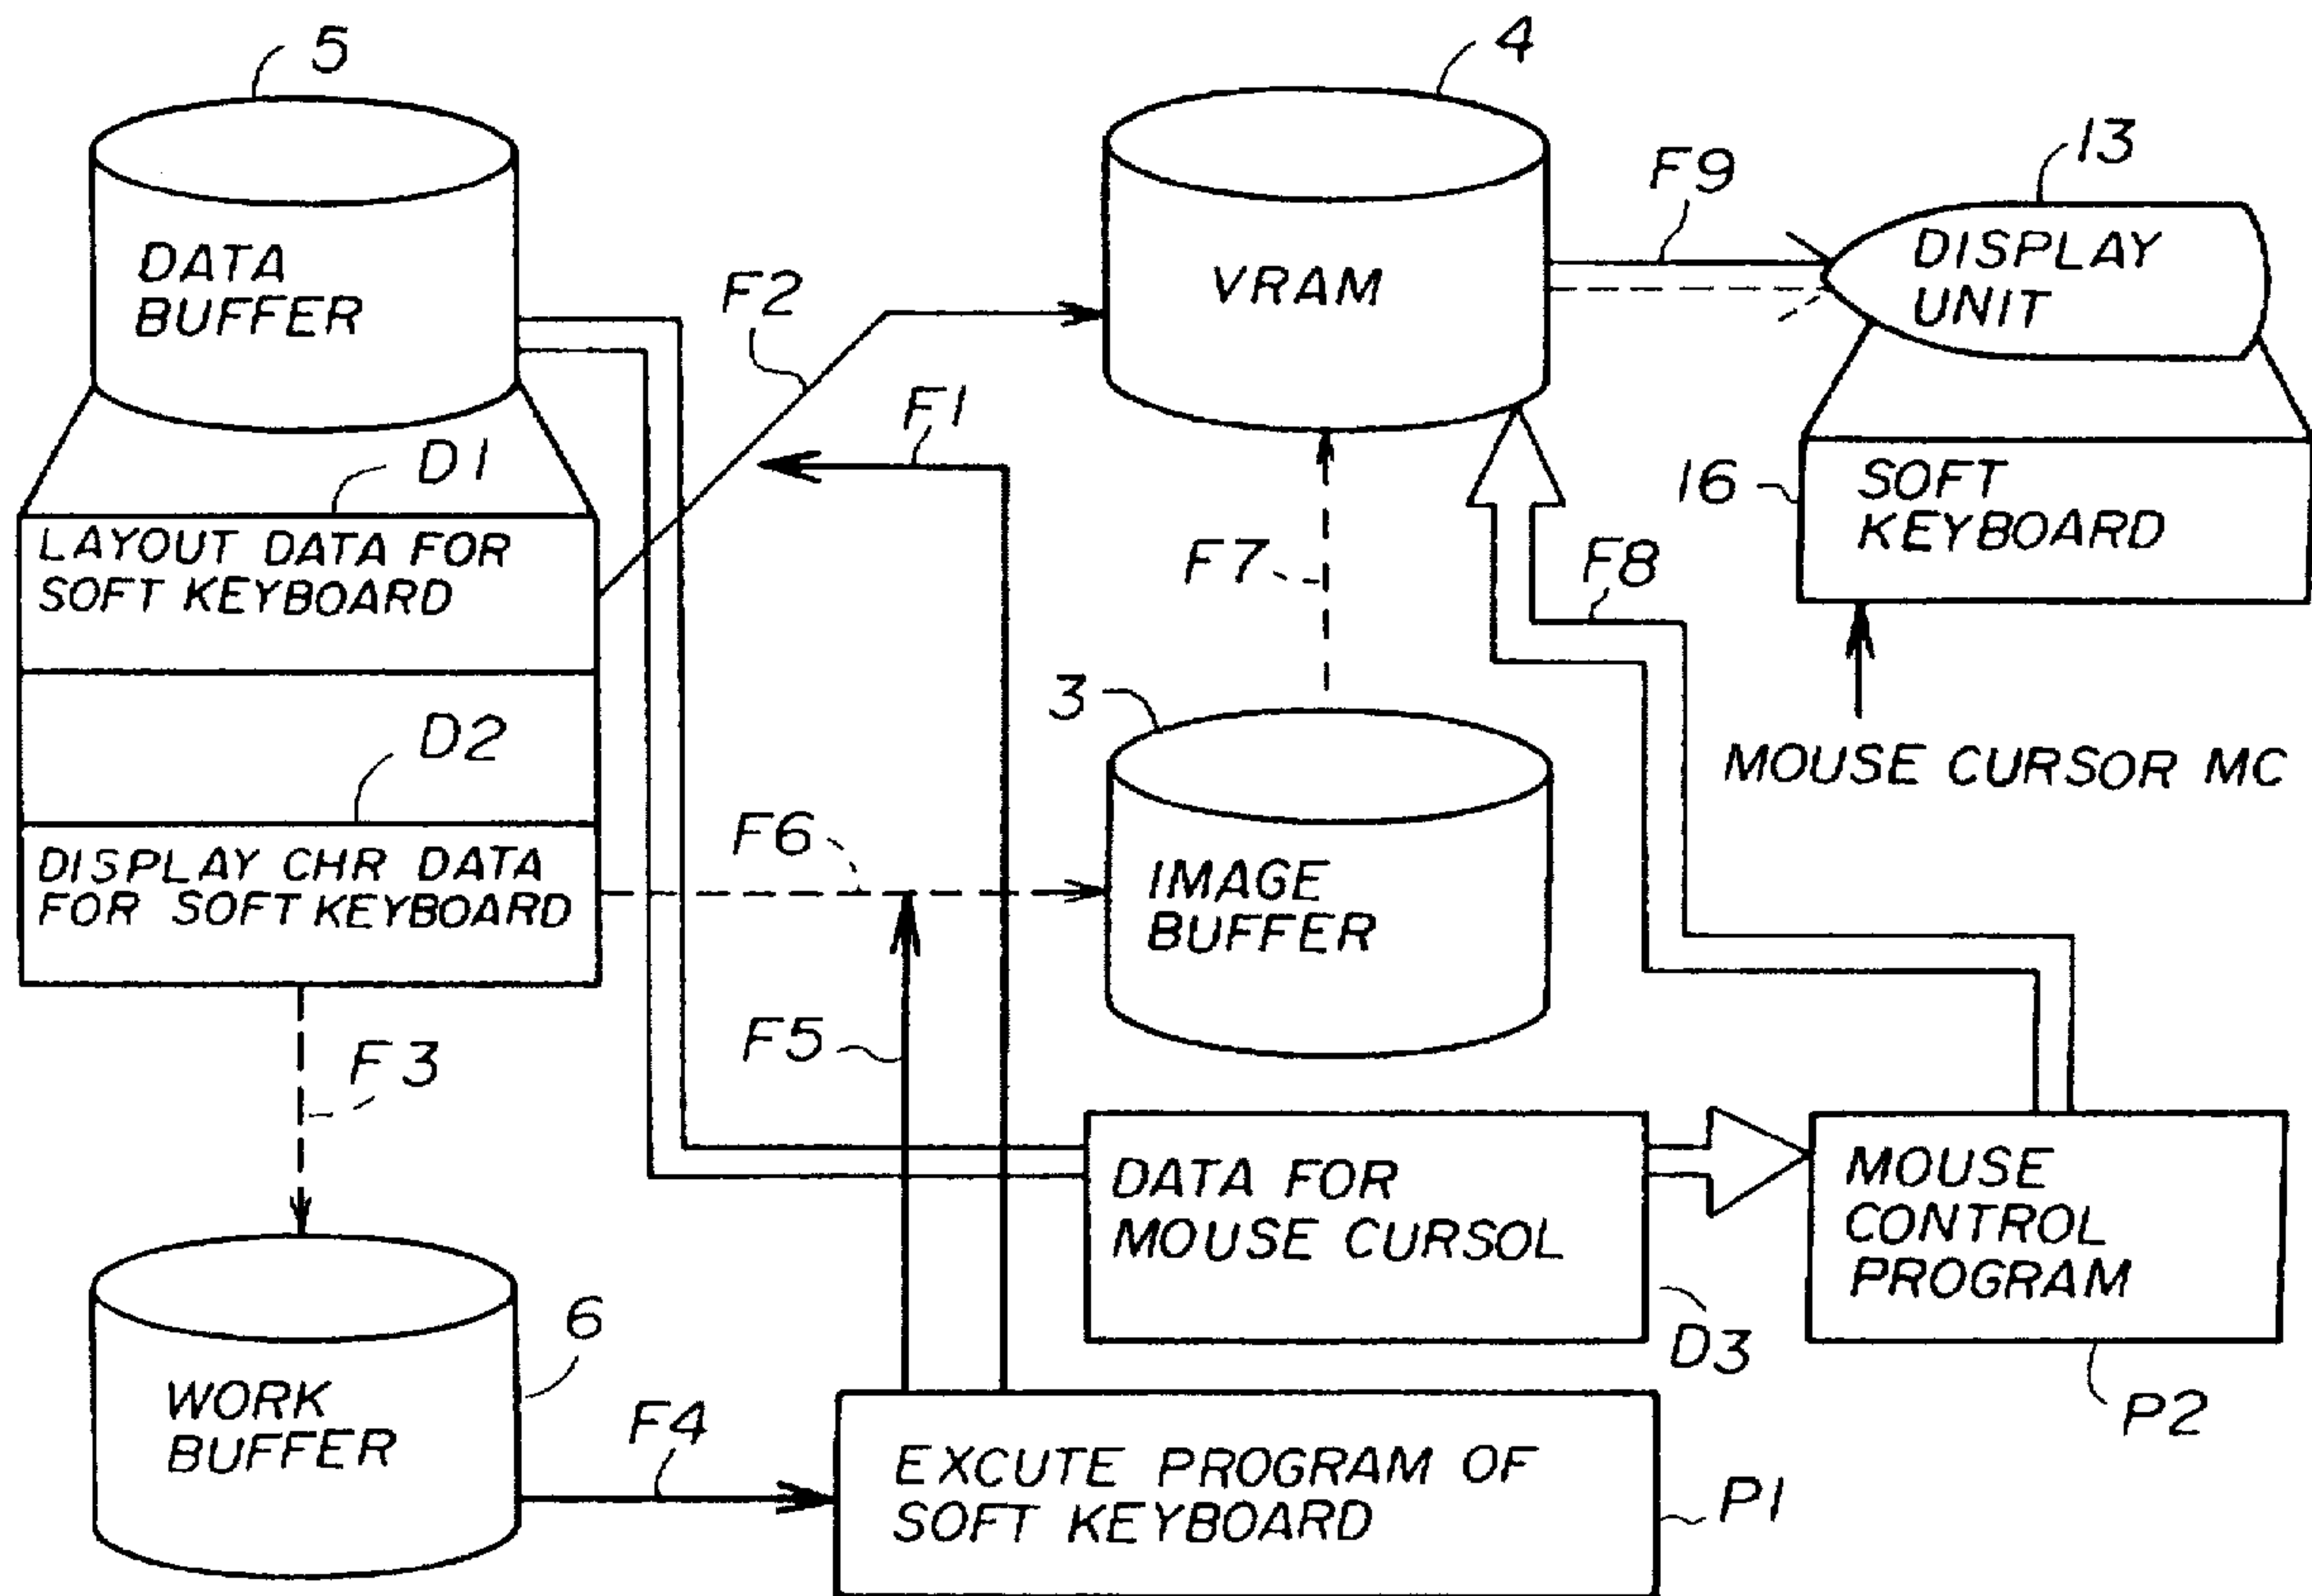 5
4
13
F9
DATA
BUFFER
F2
VRAM
DISPLAY
UNIT
F1
D1
16
SOFT
KEYBOARD
LAYOUT DATA FOR
SOFT KEYBOARD
F7
F8
3
D2
MOUSE CURSOR MC
F6
DISPLAY CHR DATA
FOR SOFT KEYBOARD
IMAGE
BUFFER
F5
F3
DATA FOR
MOUSE CURSOL
MOUSE
CONTROL
PROGRAM
6
D3
WORK
BUFFER
F4
P2
EXCUTE PROGRAM OF
SOFT KEYBOARD
P1